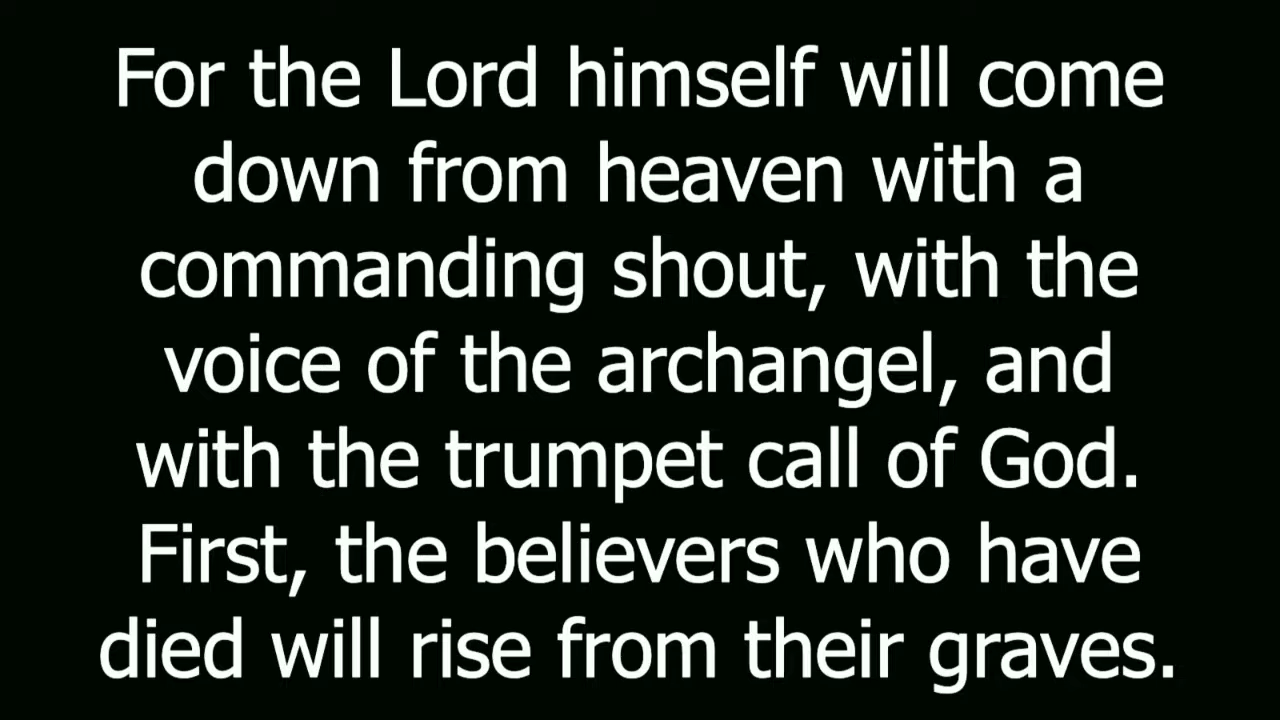 For the Lord himself will come
down from heaven with a
commanding shout, with the
voice of the archangel, and
with the trumpet call of God.
First, the believers who have
died will rise from their graves.